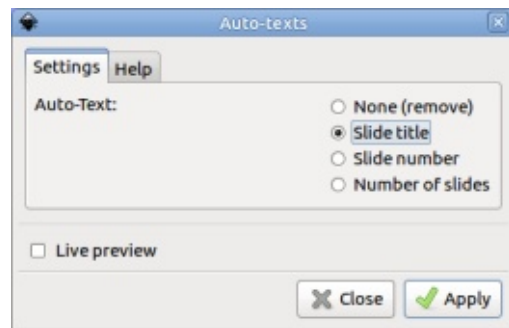 Auto-texts
Settings Help
Auto-Text: None (remove)
Slide title
Slide number
Number of slides
Live preview
Close Apply